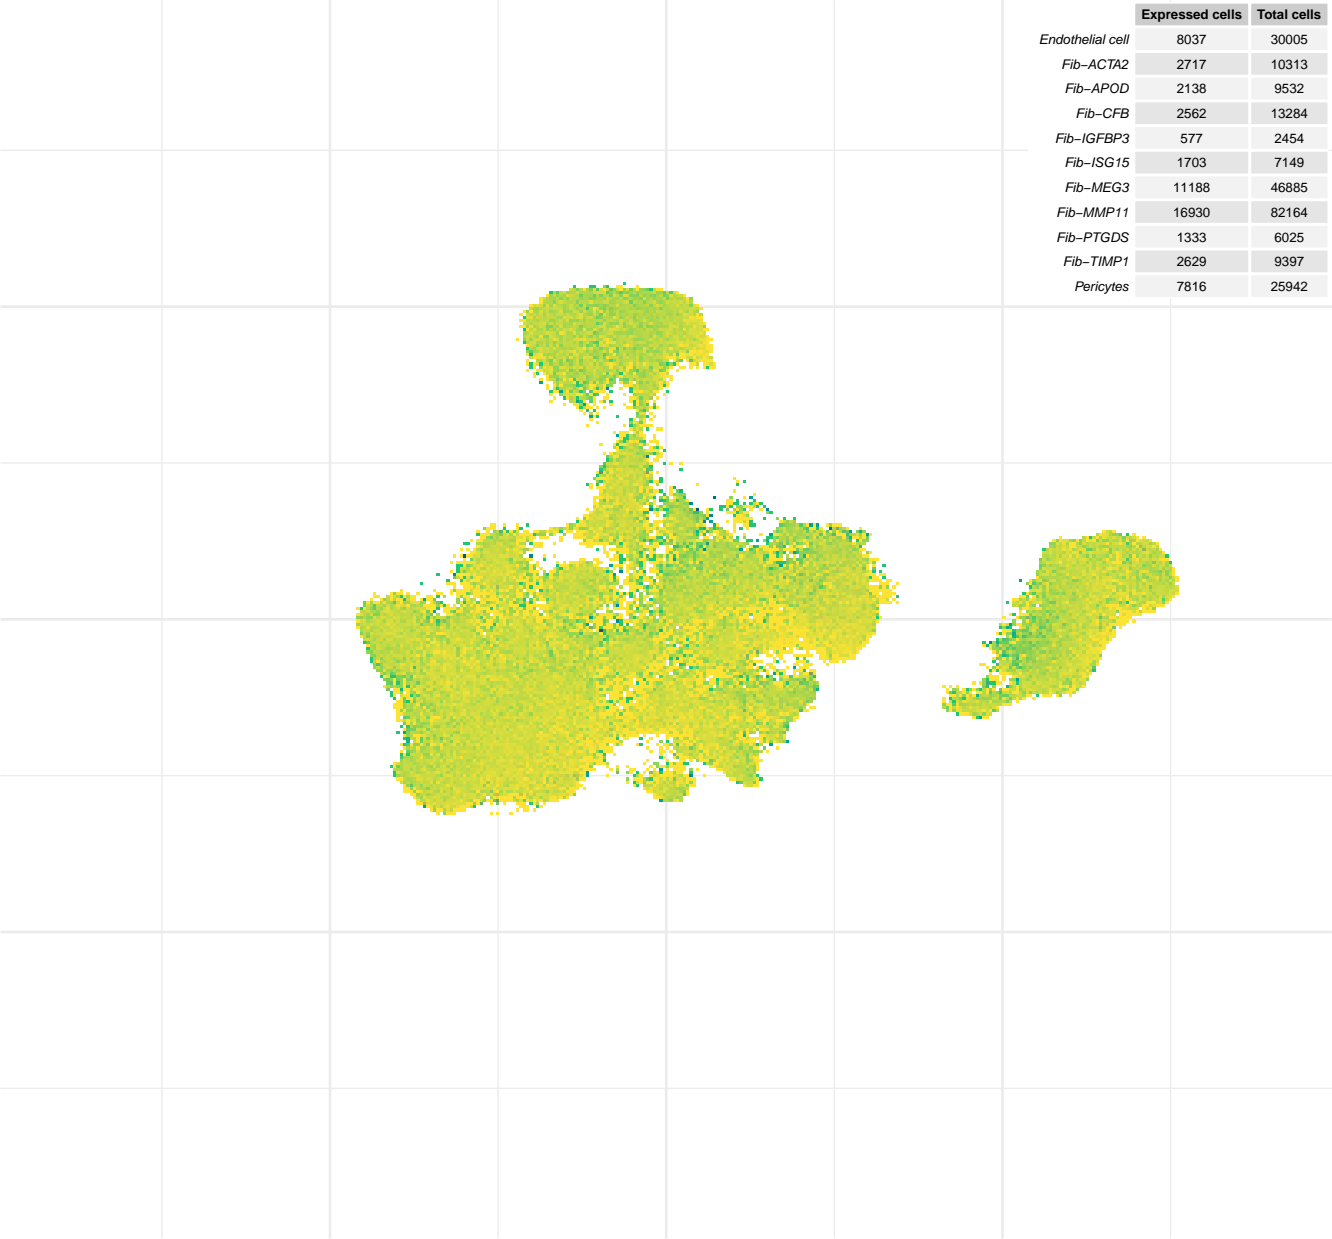 Expressed cells Total cells
Endothelial cell 8037 30005
Fib−ACTA2 2717 10313
Fib−APOD 2138 9532
Fib−CFB 2562 13284
Fib−IGFBP3 577 2454
Fib−ISG15 1703 7149
Fib−MEG3 11188 46885
Fib−MMP11 16930 82164
Fib−PTGDS 1333 6025
Fib−TIMP1 2629 9397
Pericytes 7816 25942